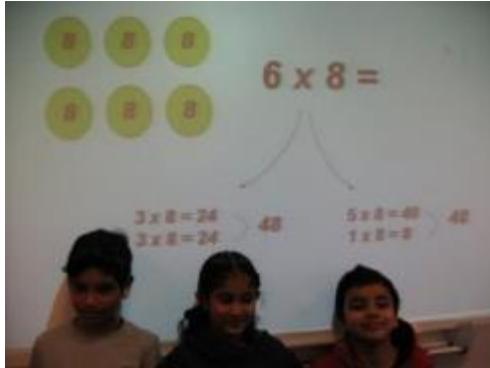 8 8 8
8 8 8
6 x 8 =
3 x 8 = 24
3 x 8 = 24
48
5 x 8 = 40
1 x 8 = 8
48